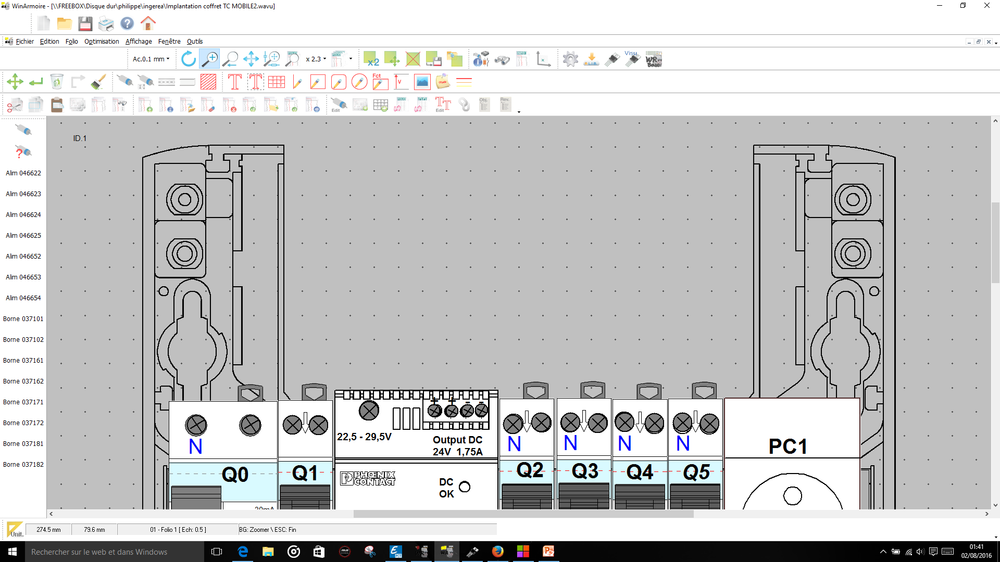 WinArmoire - [\\FREEBOX\Disque dur\philippe\ingerea\Implantation coffret TC MOBILE2.wavu]
Fichier Edition Folio Optimisation Affichage Fenêtre Outils
Ac.0.1 mm
x 2.3
x2
Visu
WR Base
Fct
Edit
Edit
Obj.
Rev.
ID.1
Alim 046622
Alim 046623
Alim 046624
Alim 046625
Alim 046652
Alim 046653
Alim 046654
Borne 037101
Borne 037102
Borne 037161
Borne 037162
Borne 037171
Borne 037172
Borne 037181
Borne 037182
N
22,5 - 29,5V
+ + - -
Output DC
24V 1,75A
N N N N
PC1
Q0 Q1 Q2 Q3 Q4 Q5
PHŒNIX
CONTACT
DC
OK
Unit.
274.5 mm 79.6 mm 01 - Folio 1 [ Ech: 0.5 ] BG: Zoomer \ ESC: Fin
Rechercher sur le web et dans Windows
01:41
02/08/2016